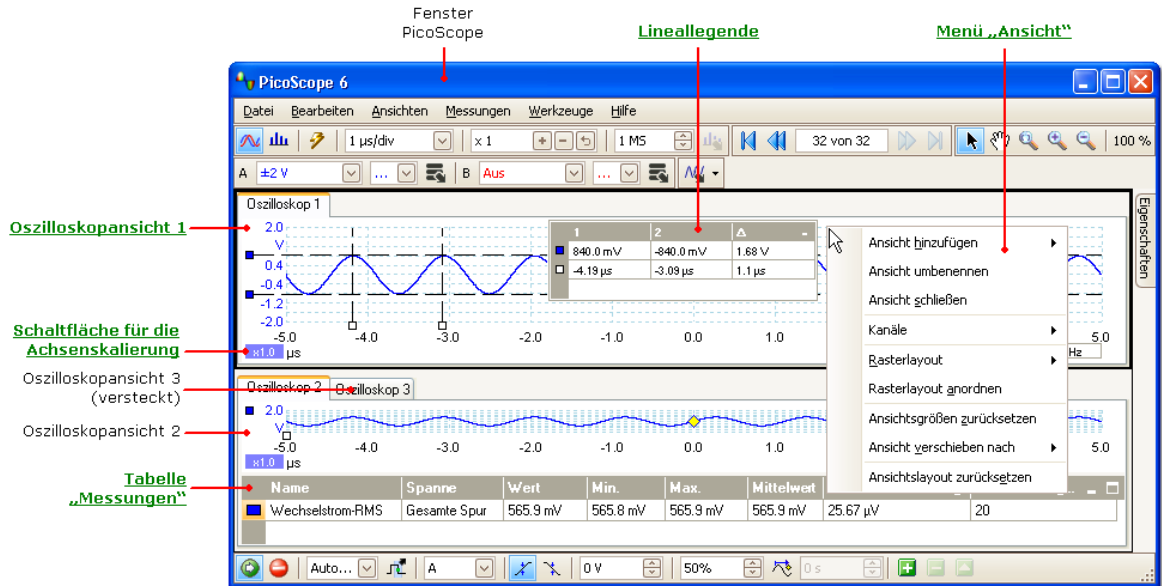 Fenster
PicoScope
Lineallegende
Menü „Ansicht“
PicoScope 6
Datei Bearbeiten Ansichten Messungen Werkzeuge Hilfe
1 µs/div x 1 1 MS 32 von 32 100 %
A ±2 V ... B Aus ...
Eigenschaften
Oszilloskop 1
Oszilloskopansicht 1
2.0
V
0.4
-0.4
-1.2
-2.0
1 2 Δ
840.0 mV -840.0 mV 1.68 V
-4.19 µs -3.09 µs 1.1 µs
Ansicht hinzufügen
Ansicht umbenennen
Ansicht schließen
Kanäle
Rasterlayout
Rasterlayout anordnen
Ansichtsgrößen zurücksetzen
Ansicht verschieben nach
Ansichtslayout zurücksetzen
-5.0 -4.0 -3.0 -2.0 -1.0 0.0 1.0 5.0
x1.0 µs Hz
Schaltfläche für die
Achsenskalierung
Oszilloskopansicht 3
(versteckt)
Oszilloskop 2 Oszilloskop 3
Oszilloskopansicht 2
2.0
V
-5.0 -4.0 -3.0 -2.0 -1.0 0.0 1.0 5.0
x1.0 µs
Tabelle
„Messungen“
Name Spanne Wert Min. Max. Mittelwert
Wechselstrom-RMS Gesamte Spur 565.9 mV 565.8 mV 565.9 mV 565.9 mV 25.67 µV 20
Auto... A 0 V 50% 0 s